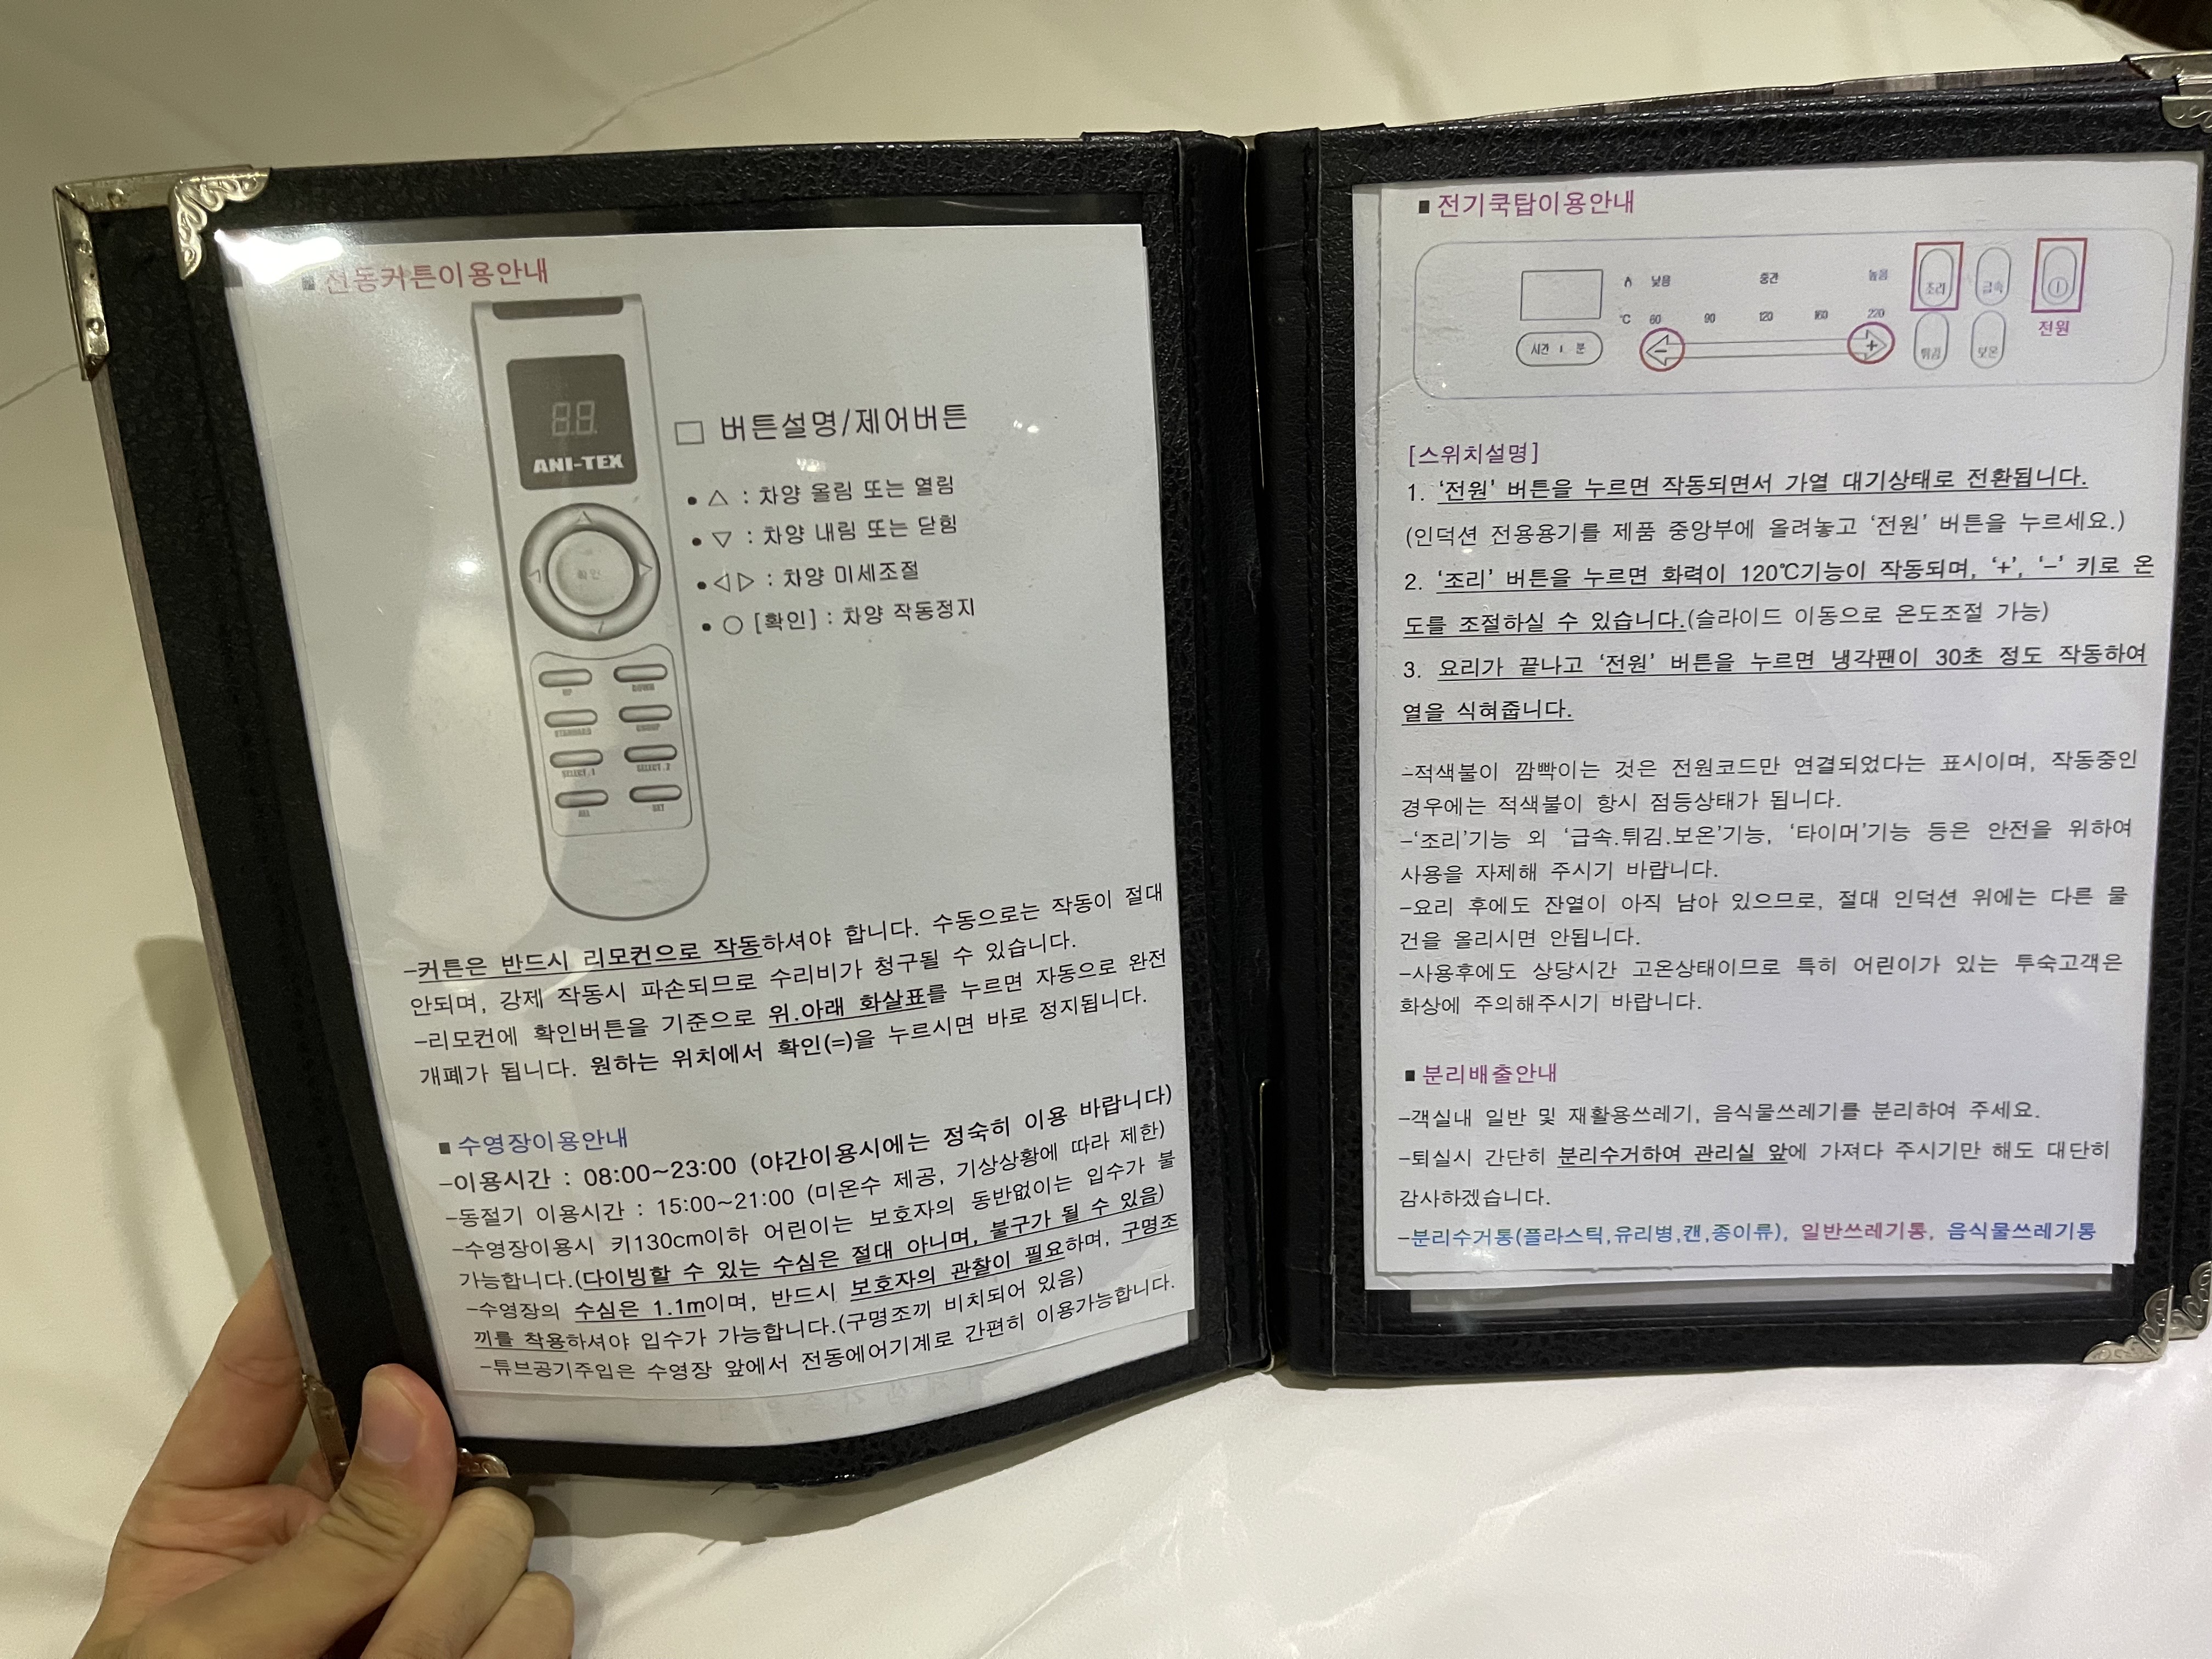 ■ 전동커튼이용안내
88
ANI-TEX
확인
UP DOWN
STANDARD GROUP
SELECT.1 SELECT.2
ALL SET
□ 버튼설명/제어버튼
• △ : 차양 올림 또는 열림
• ▽ : 차양 내림 또는 닫힘
• ◁ ▷ : 차양 미세조절
• ○ [확인] : 차양 작동정지
-커튼은 반드시 리모컨으로 작동하셔야 합니다. 수동으로는 작동이 절대
안되며, 강제 작동시 파손되므로 수리비가 청구될 수 있습니다.
-리모컨에 확인버튼을 기준으로 위.아래 화살표를 누르면 자동으로 완전
개폐가 됩니다. 원하는 위치에서 확인(=)을 누르시면 바로 정지됩니다.
■ 수영장이용안내
-이용시간 : 08:00~23:00 (야간이용시에는 정숙히 이용 바랍니다)
-동절기 이용시간 : 15:00~21:00 (미온수 제공, 기상상황에 따라 제한)
-수영장이용시 키130cm이하 어린이는 보호자의 동반없이는 입수가 불
가능합니다.(다이빙할 수 있는 수심은 절대 아니며, 불구가 될 수 있음)
-수영장의 수심은 1.1m이며, 반드시 보호자의 관찰이 필요하며, 구명조
끼를 착용하셔야 입수가 가능합니다.(구명조끼 비치되어 있음)
-튜브공기주입은 수영장 앞에서 전동에어기계로 간편히 이용가능합니다.
■ 전기쿡탑이용안내
낮음 중간 높음
℃ 60 90 120 160 220
시간 | 분
- +
조리 급속
튀김 보온
전원
[스위치설명]
1. ‘전원’ 버튼을 누르면 작동되면서 가열 대기상태로 전환됩니다.
(인덕션 전용용기를 제품 중앙부에 올려놓고 ‘전원’ 버튼을 누르세요.)
2. ‘조리’ 버튼을 누르면 화력이 120℃기능이 작동되며, ‘+’, ‘-’ 키로 온
도를 조절하실 수 있습니다.(슬라이드 이동으로 온도조절 가능)
3. 요리가 끝나고 ‘전원’ 버튼을 누르면 냉각팬이 30초 정도 작동하여
열을 식혀줍니다.
-적색불이 깜빡이는 것은 전원코드만 연결되었다는 표시이며, 작동중인
경우에는 적색불이 항시 점등상태가 됩니다.
-‘조리’기능 외 ‘급속.튀김.보온’기능, ‘타이머’기능 등은 안전을 위하여
사용을 자제해 주시기 바랍니다.
-요리 후에도 잔열이 아직 남아 있으므로, 절대 인덕션 위에는 다른 물
건을 올리시면 안됩니다.
-사용후에도 상당시간 고온상태이므로 특히 어린이가 있는 투숙고객은
화상에 주의해주시기 바랍니다.
■ 분리배출안내
-객실내 일반 및 재활용쓰레기, 음식물쓰레기를 분리하여 주세요.
-퇴실시 간단히 분리수거하여 관리실 앞에 가져다 주시기만 해도 대단히
감사하겠습니다.
-분리수거통(플라스틱,유리병,캔,종이류), 일반쓰레기통, 음식물쓰레기통